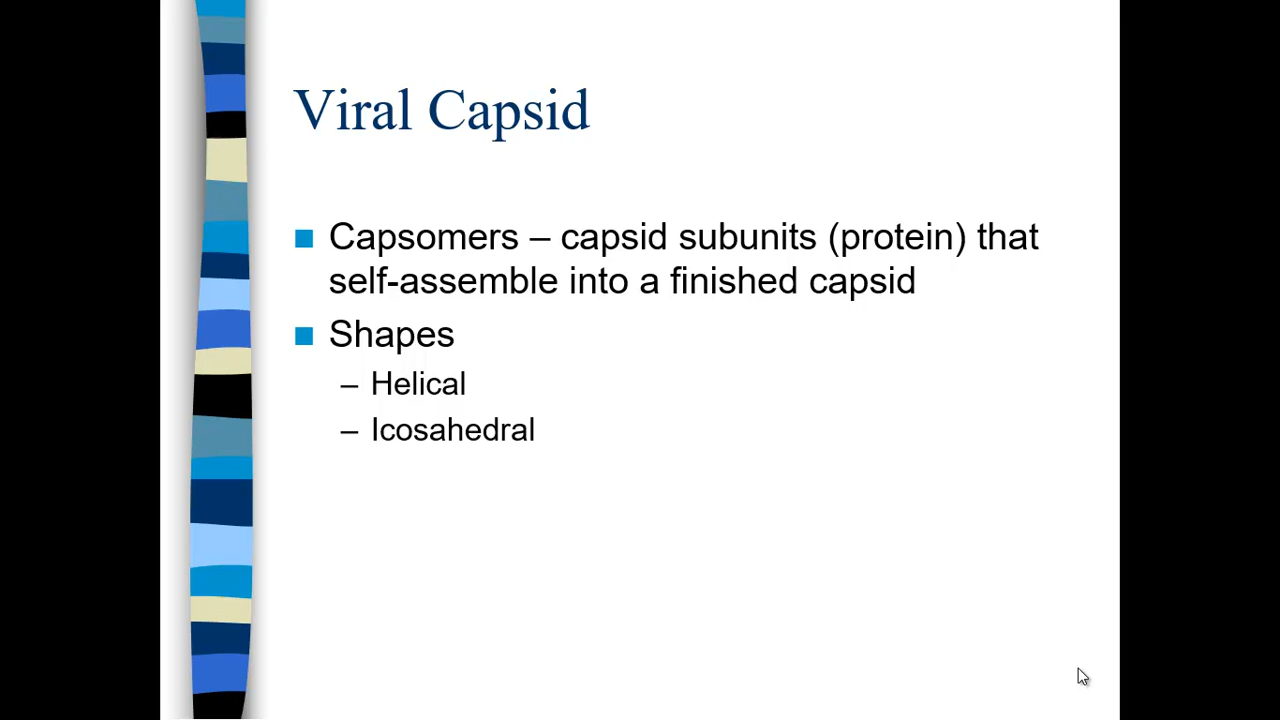 Viral Capsid
Capsomers – capsid subunits (protein) that
self-assemble into a finished capsid
Shapes
– Helical
– Icosahedral